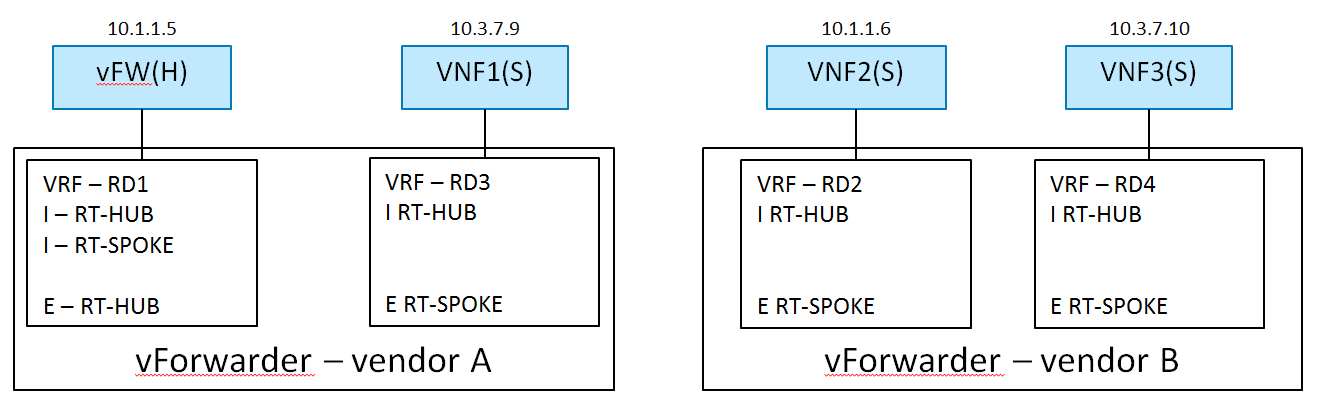 10.1.1.5
vFW(H)
VRF – RD1
I – RT-HUB
I – RT-SPOKE
E – RT-HUB
10.3.7.9
VNF1(S)
VRF – RD3
I RT-HUB
E RT-SPOKE
vForwarder – vendor A
10.1.1.6
VNF2(S)
VRF – RD2
I RT-HUB
E RT-SPOKE
10.3.7.10
VNF3(S)
VRF – RD4
I RT-HUB
E RT-SPOKE
vForwarder – vendor B